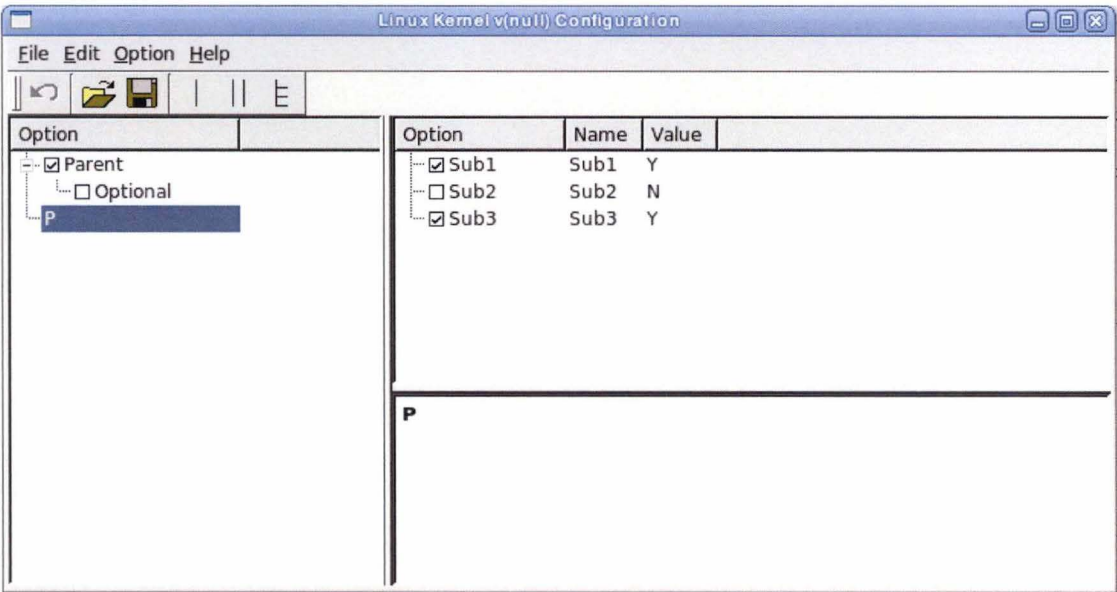 Linux Kernel v(null) Configuration
File Edit Option Help
Option
Parent
Optional
P
Option Name Value
Sub1 Sub1 Y
Sub2 Sub2 N
Sub3 Sub3 Y
P